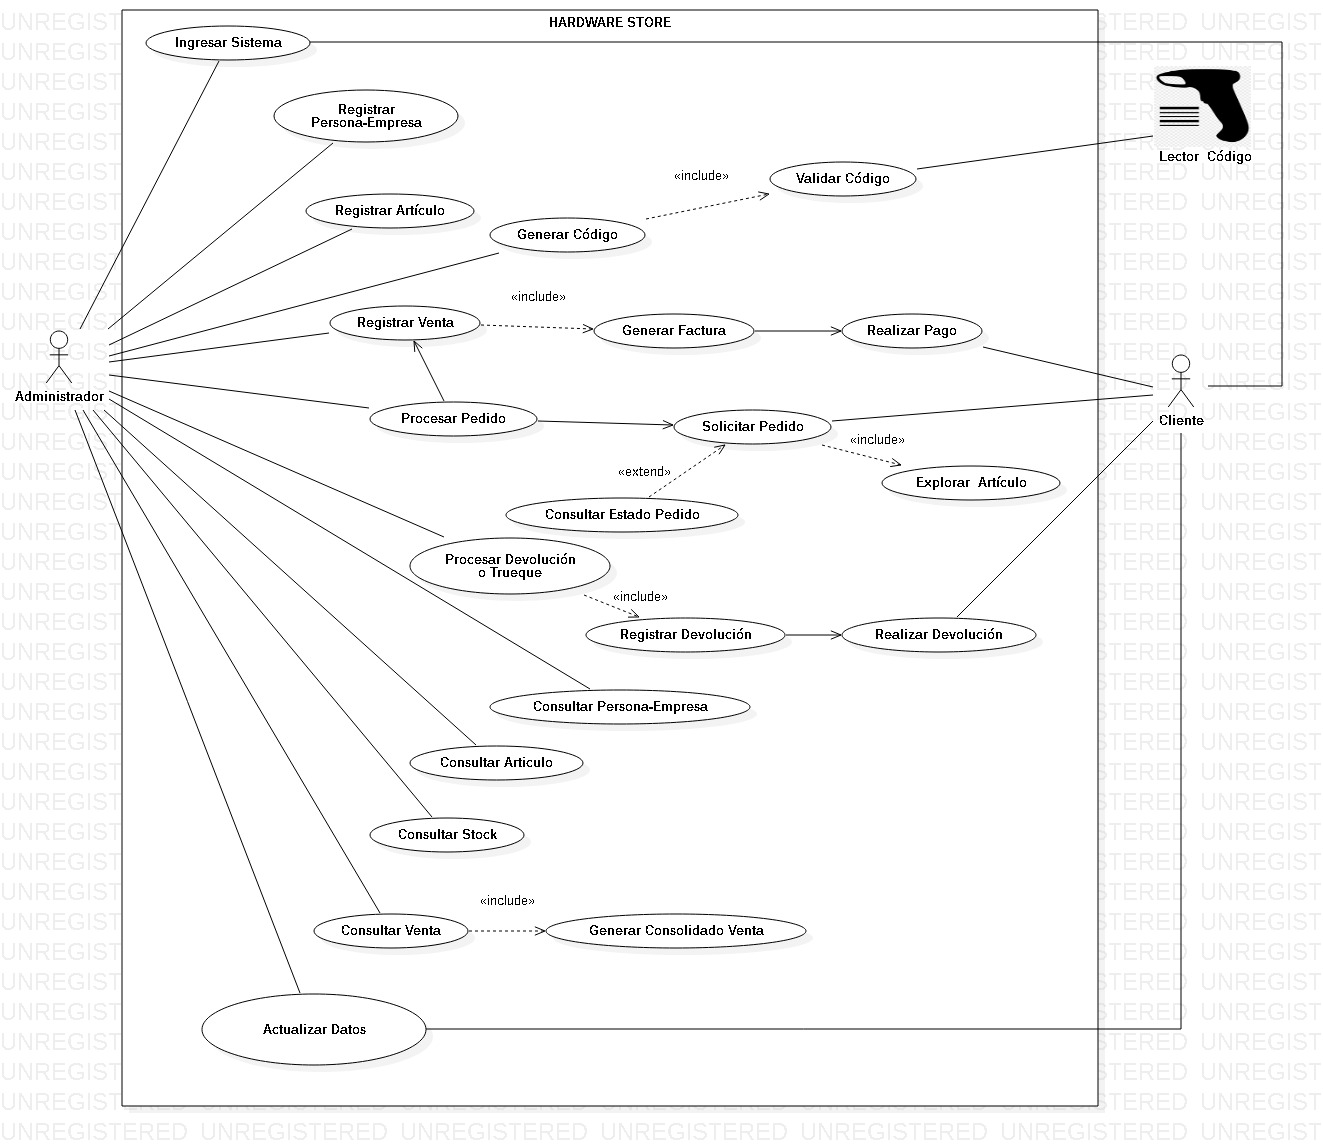 HARDWARE STORE
Ingresar Sistema
Registrar
Persona-Empresa
Lector Código
«include»
Validar Código
Registrar Artículo
Generar Código
«include»
Registrar Venta
Generar Factura
Realizar Pago
Administrador
Procesar Pedido
Solicitar Pedido
Cliente
«include»
«extend»
Explorar Artículo
Consultar Estado Pedido
Procesar Devolución
o Trueque
«include»
Registrar Devolución
Realizar Devolución
Consultar Persona-Empresa
Consultar Articulo
Consultar Stock
«include»
Consultar Venta
Generar Consolidado Venta
Actualizar Datos
UNREGISTERED UNREGISTERED UNREGISTERED UNREGISTERED UNREGISTERED UNREGISTERED UNREGIST